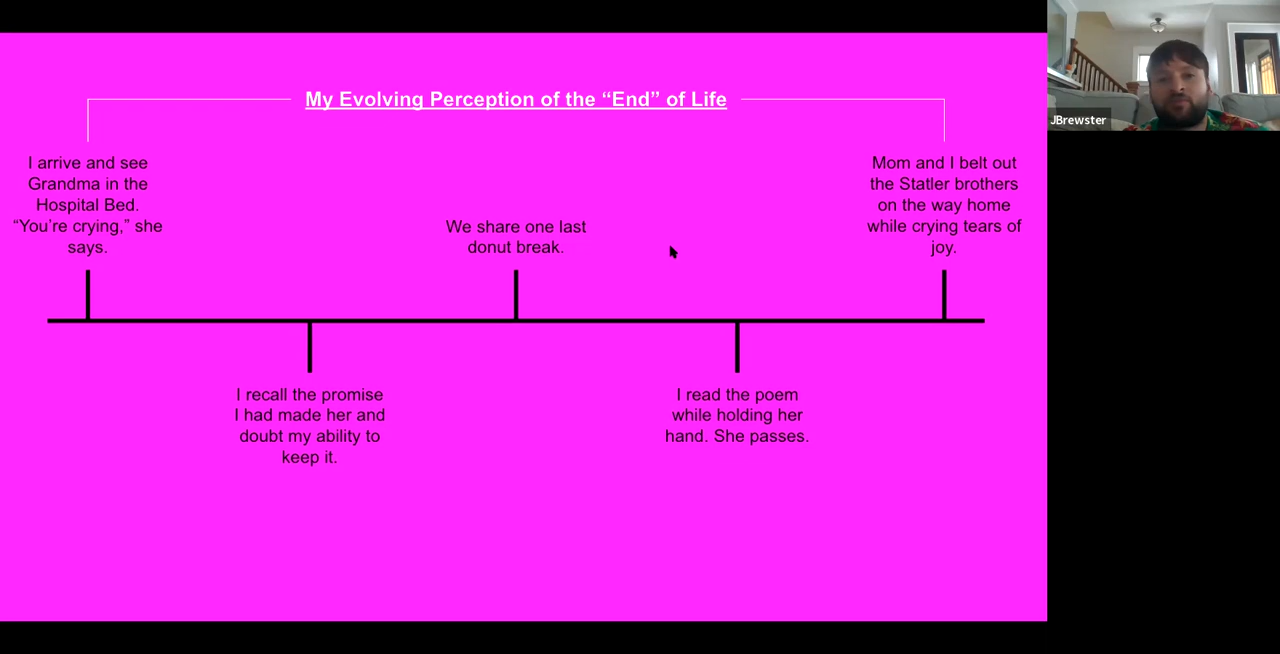 My Evolving Perception of the “End” of Life
I arrive and see
Grandma in the
Hospital Bed.
“You’re crying,” she
says.
I recall the promise
I had made her and
doubt my ability to
keep it.
We share one last
donut break.
I read the poem
while holding her
hand. She passes.
Mom and I belt out
the Statler brothers
on the way home
while crying tears of
joy.
JBrewster